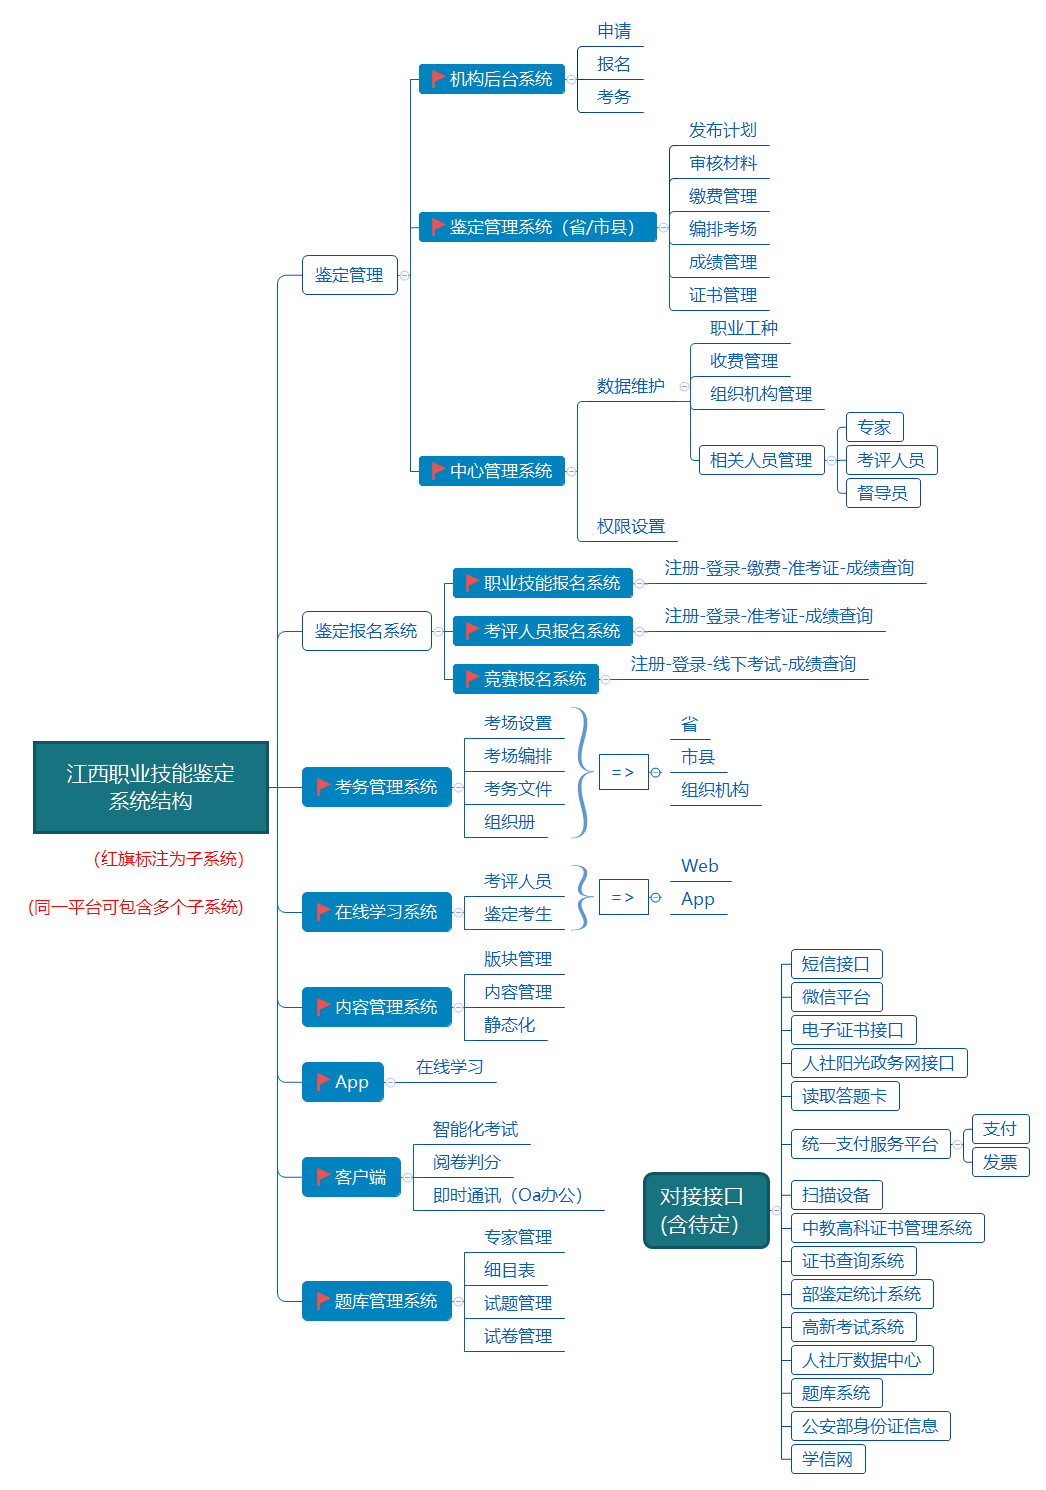 江西职业技能鉴定
系统结构
（红旗标注为子系统）
(同一平台可包含多个子系统)
鉴定管理
机构后台系统
申请
报名
考务
鉴定管理系统（省/市县）
发布计划
审核材料
缴费管理
编排考场
成绩管理
证书管理
中心管理系统
数据维护
职业工种
收费管理
组织机构管理
相关人员管理
专家
考评人员
督导员
权限设置
鉴定报名系统
职业技能报名系统
注册-登录-缴费-准考证-成绩查询
考评人员报名系统
注册-登录-准考证-成绩查询
竞赛报名系统
注册-登录-线下考试-成绩查询
考务管理系统
考场设置
考场编排
考务文件
组织册
=>
省
市县
组织机构
在线学习系统
考评人员
鉴定考生
=>
Web
App
内容管理系统
版块管理
内容管理
静态化
App
在线学习
客户端
智能化考试
阅卷判分
即时通讯（Oa办公）
题库管理系统
专家管理
细目表
试题管理
试卷管理
对接接口
(含待定）
短信接口
微信平台
电子证书接口
人社阳光政务网接口
读取答题卡
统一支付服务平台
支付
发票
扫描设备
中教高科证书管理系统
证书查询系统
部鉴定统计系统
高新考试系统
人社厅数据中心
题库系统
公安部身份证信息
学信网